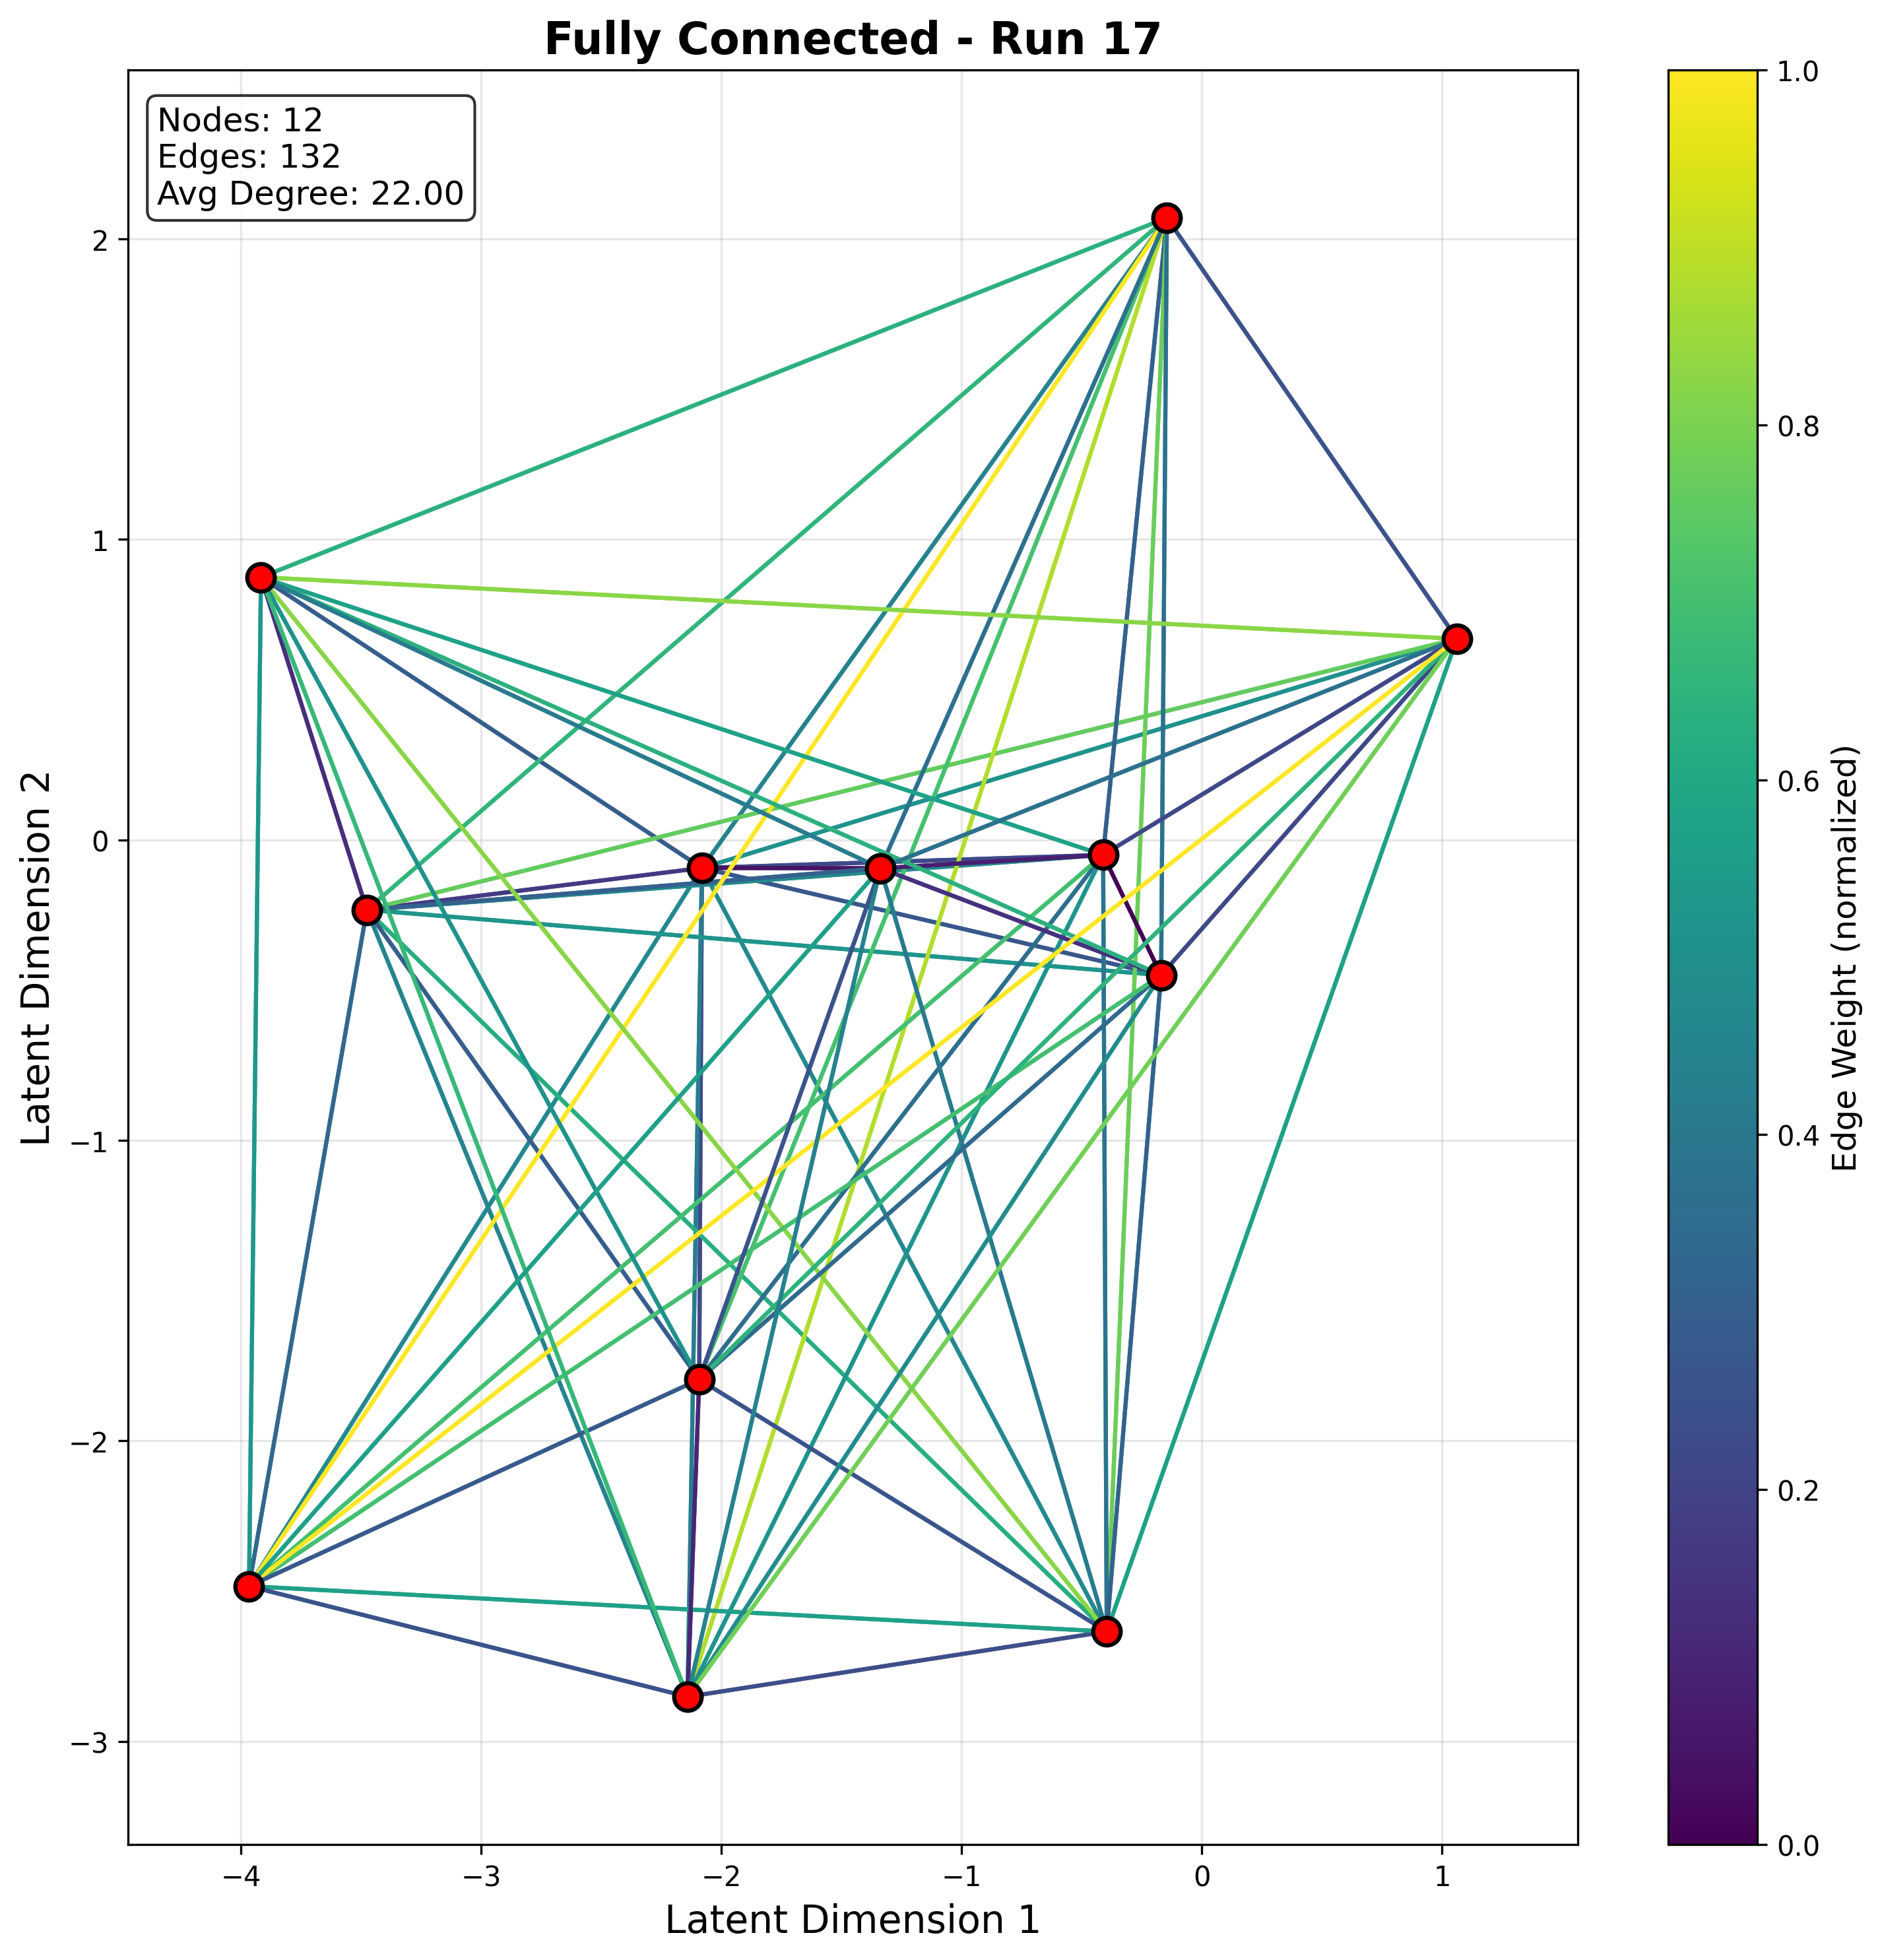 Fully Connected - Run 17
Nodes: 12
Edges: 132
Avg Degree: 22.00
2
1
0
−1
−2
−3
Latent Dimension 2
−4
−3
−2
−1
0
1
Latent Dimension 1
1.0
0.8
0.6
0.4
0.2
0.0
Edge Weight (normalized)